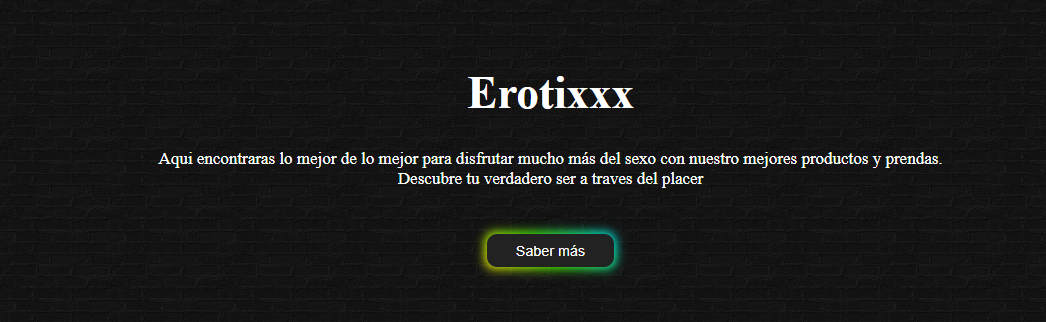 Erotixxx
Aqui encontraras lo mejor de lo mejor para disfrutar mucho más del sexo con nuestro mejores productos y prendas.
Descubre tu verdadero ser a traves del placer
Saber más